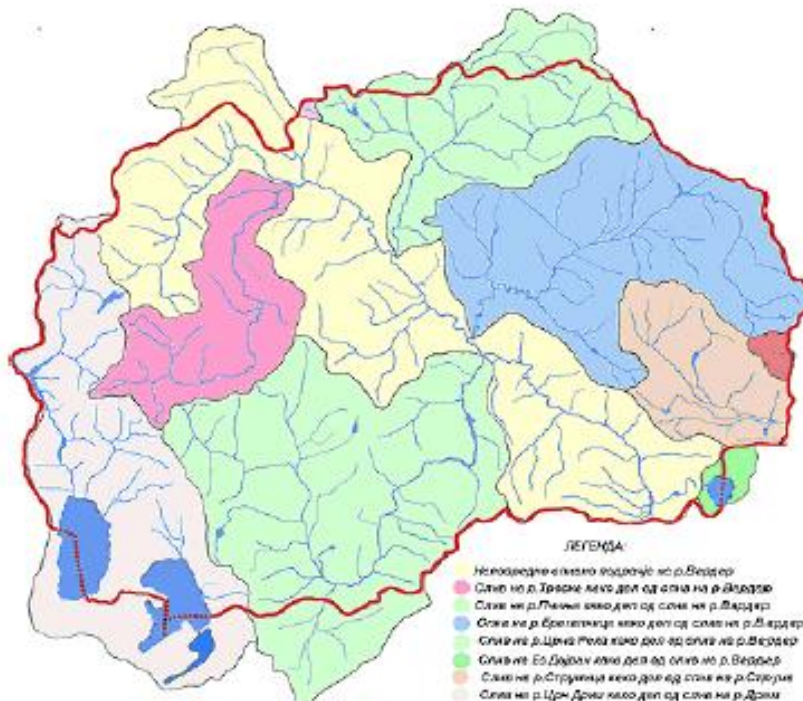 ЛЕГЕНДА:
Непосредно сливно подрачје на р.Вардар
Слив на р.Треска како дел од слив на р.Вардар
Слив на р.Пчиња како дел од слив на р.Вардар
Слив на р.Брегалница како дел од слив на р.Вардар
Слив на р.Црна Река како дел од слив на р.Вардар
Слив на Ез.Дојран како дел од слив на р.Вардар
Слив на р.Струмица како дел од слив на р.Струма
Слив на р.Црн Дрим како дел од слив на р.Дрим